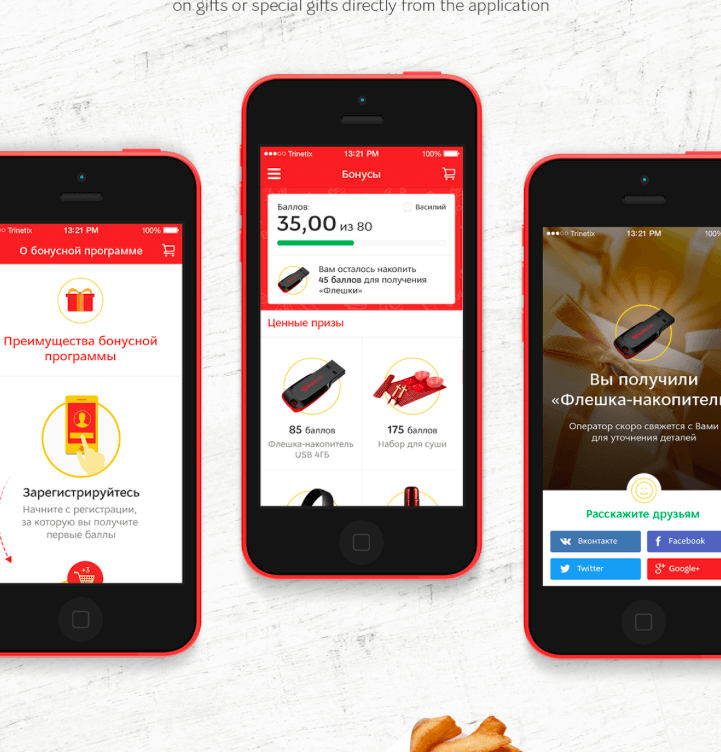 on gifts or special gifts directly from the application
Trinetix 13:21 PM 100%
О бонусной программе
Преимущества бонусной
программы
Зарегистрируйтесь
Начните с регистрации,
за которую вы получите
первые баллы
+3
Trinetix 13:21 PM 100%
Бонусы
Баллов: Василий
35,00 из 80
Вам осталось накопить
45 баллов для получения
«Флешки»
Ценные призы
85 баллов
Флешка-накопитель
USB 4ГБ
175 баллов
Набор для суши
Trinetix 13:21 PM 100%
Вы получили
«Флешка-накопитель
Оператор скоро свяжется с Вами
для уточнения деталей
Расскажите друзьям
Вконтакте
Facebook
Twitter
Google+